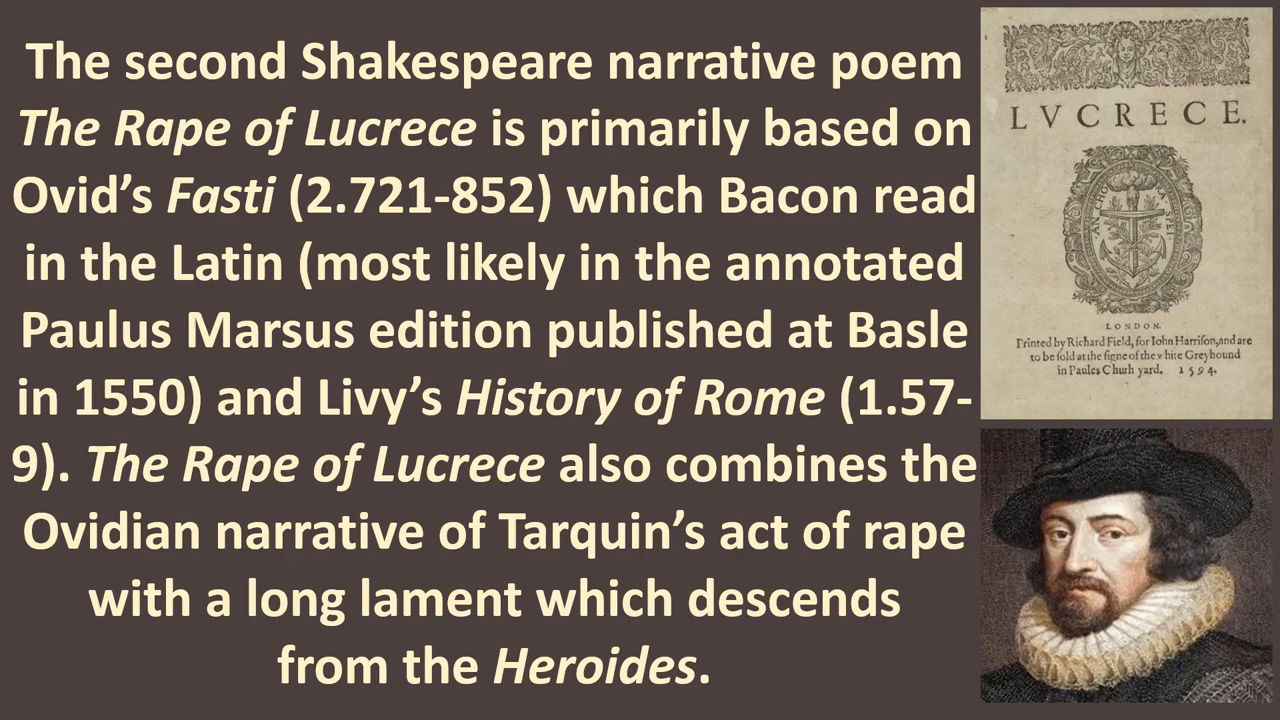 The second Shakespeare narrative poem
The Rape of Lucrece is primarily based on
Ovid’s Fasti (2.721-852) which Bacon read
in the Latin (most likely in the annotated
Paulus Marsus edition published at Basle
in 1550) and Livy’s History of Rome (1.57-
9). The Rape of Lucrece also combines the
Ovidian narrative of Tarquin’s act of rape
with a long lament which descends
from the Heroides.
LVCRECE.
ANCHORA SPEI
LONDON.
Printed by Richard Field, for Iohn Harrison, and are
to be sold at the signe of the white Greyhound
in Paules Churh yard. 1594.